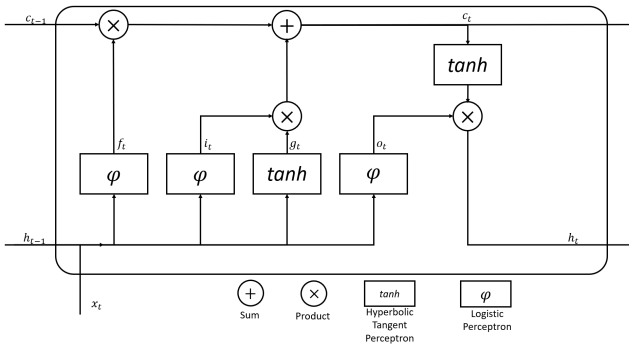 c_{t-1}
c_t
×
+
tanh
×
×
f_t
i_t
g_t
o_t
φ
φ
tanh
φ
h_{t-1}
h_t
x_t
+
×
tanh
φ
Sum
Product
Hyperbolic
Tangent
Perceptron
Logistic
Perceptron